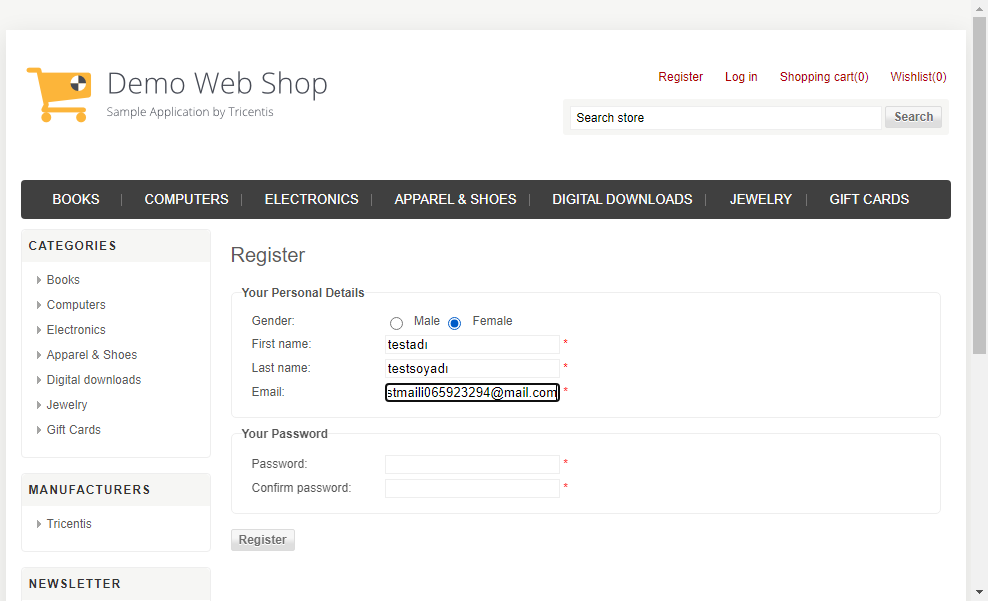 Demo Web Shop
Sample Application by Tricentis
Register Log in Shopping cart(0) Wishlist(0)
Search store Search
BOOKS COMPUTERS ELECTRONICS APPAREL & SHOES DIGITAL DOWNLOADS JEWELRY GIFT CARDS
CATEGORIES
Books
Computers
Electronics
Apparel & Shoes
Digital downloads
Jewelry
Gift Cards
MANUFACTURERS
Tricentis
NEWSLETTER
Register
Your Personal Details
Gender: Male Female
First name: testadı *
Last name: testsoyadı *
Email: stmaili065923294@mail.com *
Your Password
Password: *
Confirm password: *
Register